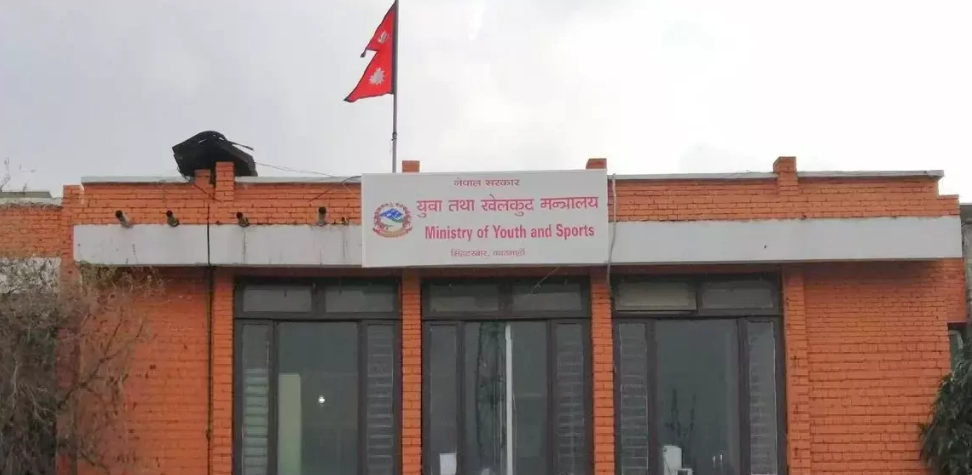 नेपाल सरकार
युवा तथा खेलकुद मन्त्रालय
Ministry of Youth and Sports
सिंहदरबार, काठमाडौं